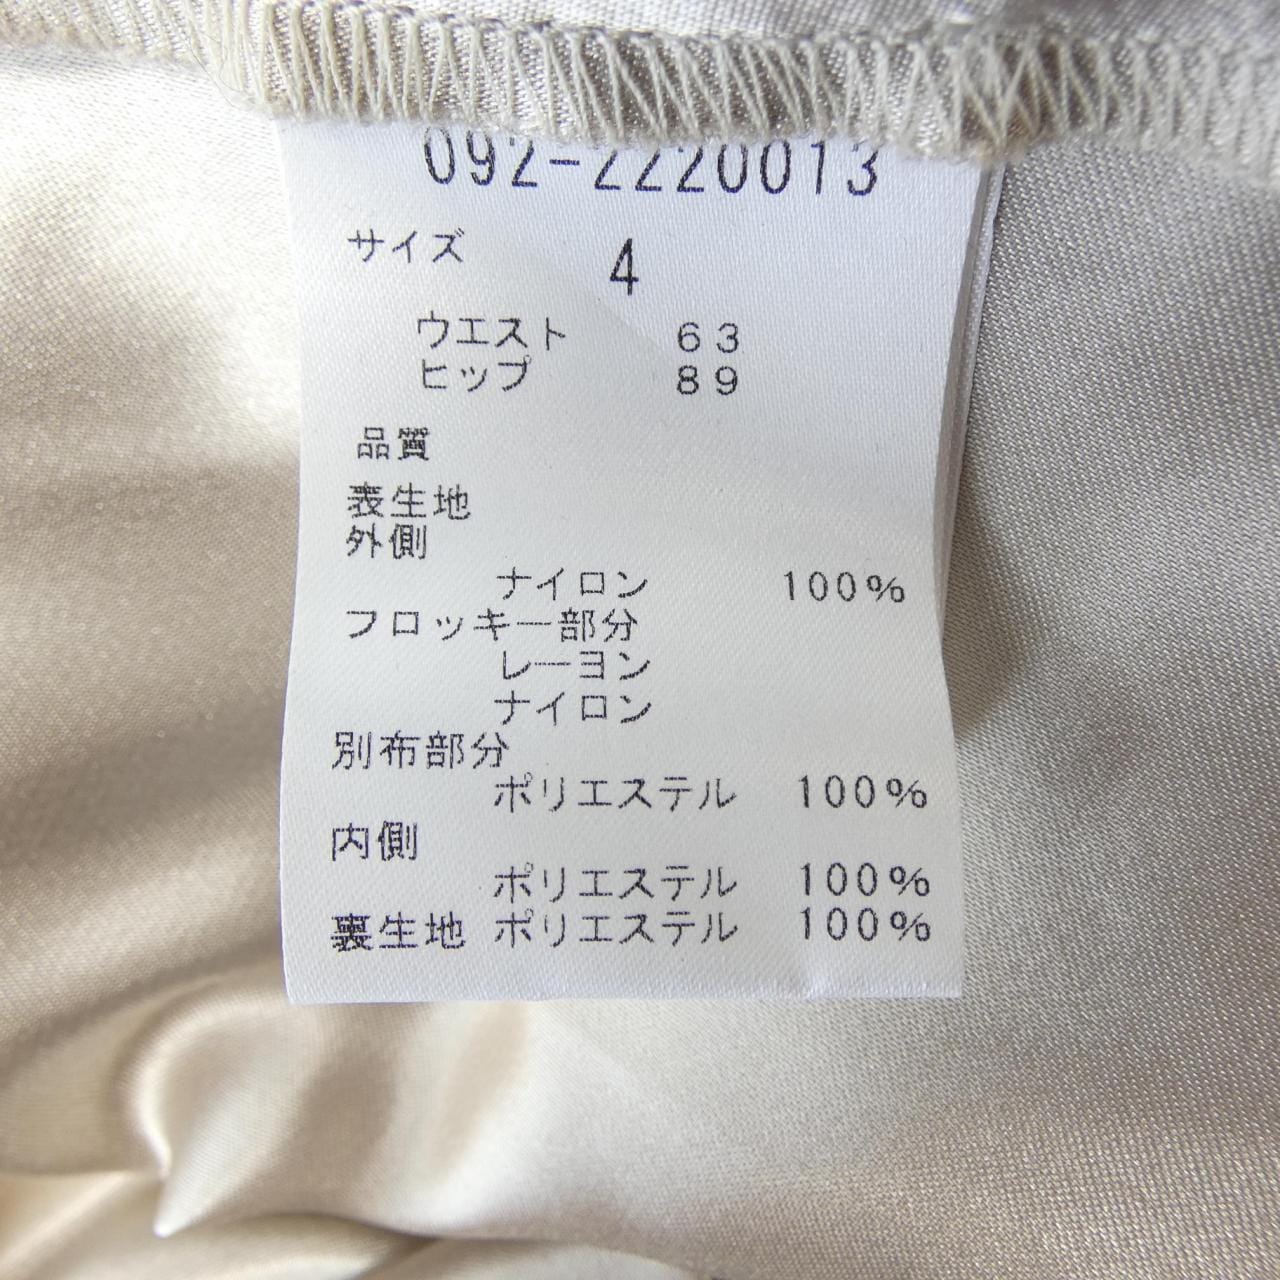 092-2220013
サイズ 4
ウエスト 63
ヒップ 89
品質
表生地
外側
ナイロン 100%
フロッキー部分
レーヨン
ナイロン
別布部分
ポリエステル 100%
内側
ポリエステル 100%
裏生地 ポリエステル 100%